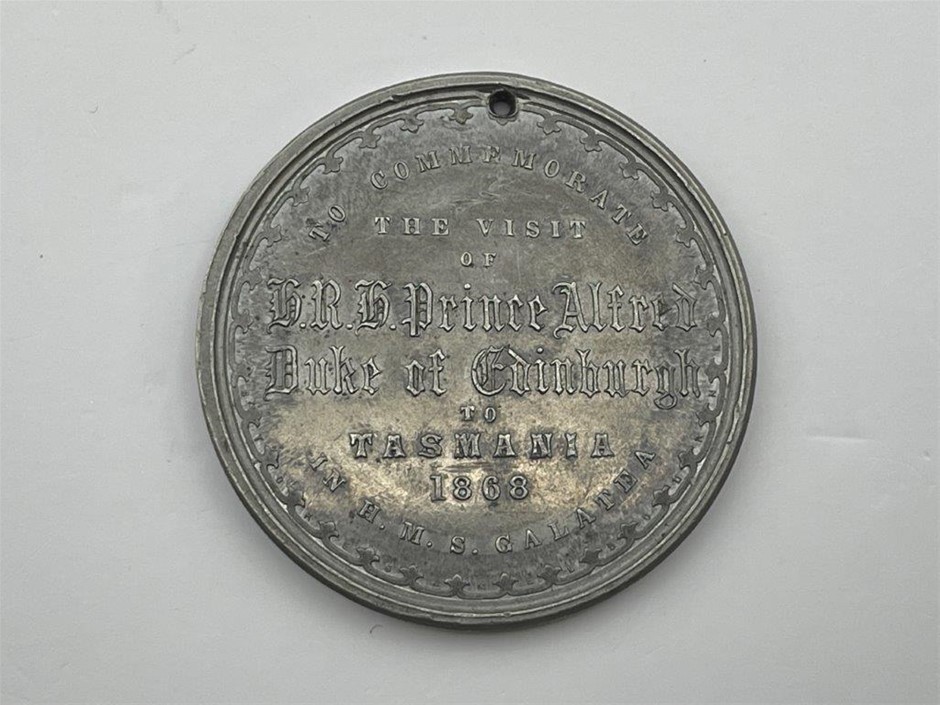 TO COMMEMORATE
THE VISIT
OF
H.R.H. Prince Alfred
Duke of Edinburgh
TO
TASMANIA
1868
IN H.M.S. GALATEA